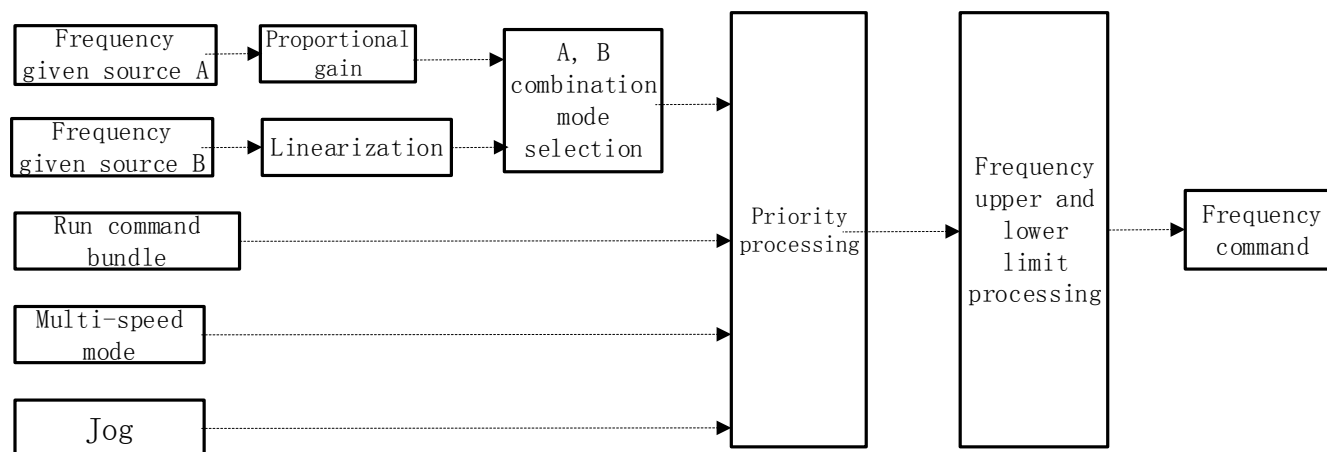 Frequency
given source A
Proportional
gain
A, B
combination
mode
selection
Frequency
given source B
Linearization
Run command
bundle
Multi-speed
mode
Jog
Priority
processing
Frequency
upper and
lower
limit
processing
Frequency
command